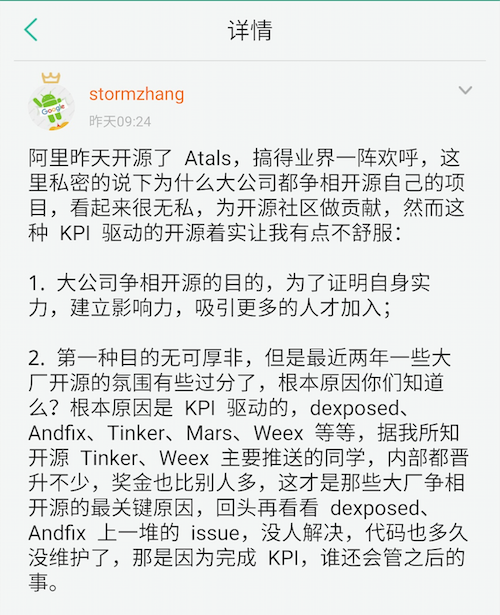 详情
stormzhang
昨天09:24
阿里昨天开源了 Atals，搞得业界一阵欢呼，这
里私密的说下为什么大公司都争相开源自己的项
目，看起来很无私，为开源社区做贡献，然而这
种 KPI 驱动的开源着实让我有点不舒服：
1. 大公司争相开源的目的，为了证明自身实
力，建立影响力，吸引更多的人才加入；
2. 第一种目的无可厚非，但是最近两年一些大
厂开源的氛围有些过分了，根本原因你们知道
么？根本原因是 KPI 驱动的，dexposed、
Andfix、Tinker、Mars、Weex 等等，据我所知
开源 Tinker、Weex 主要推送的同学，内部都晋
升不少，奖金也比别人多，这才是那些大厂争相
开源的最关键原因，回头再看看 dexposed、
Andfix 上一堆的 issue，没人解决，代码也多久
没维护了，那是因为完成 KPI，谁还会管之后的
事。